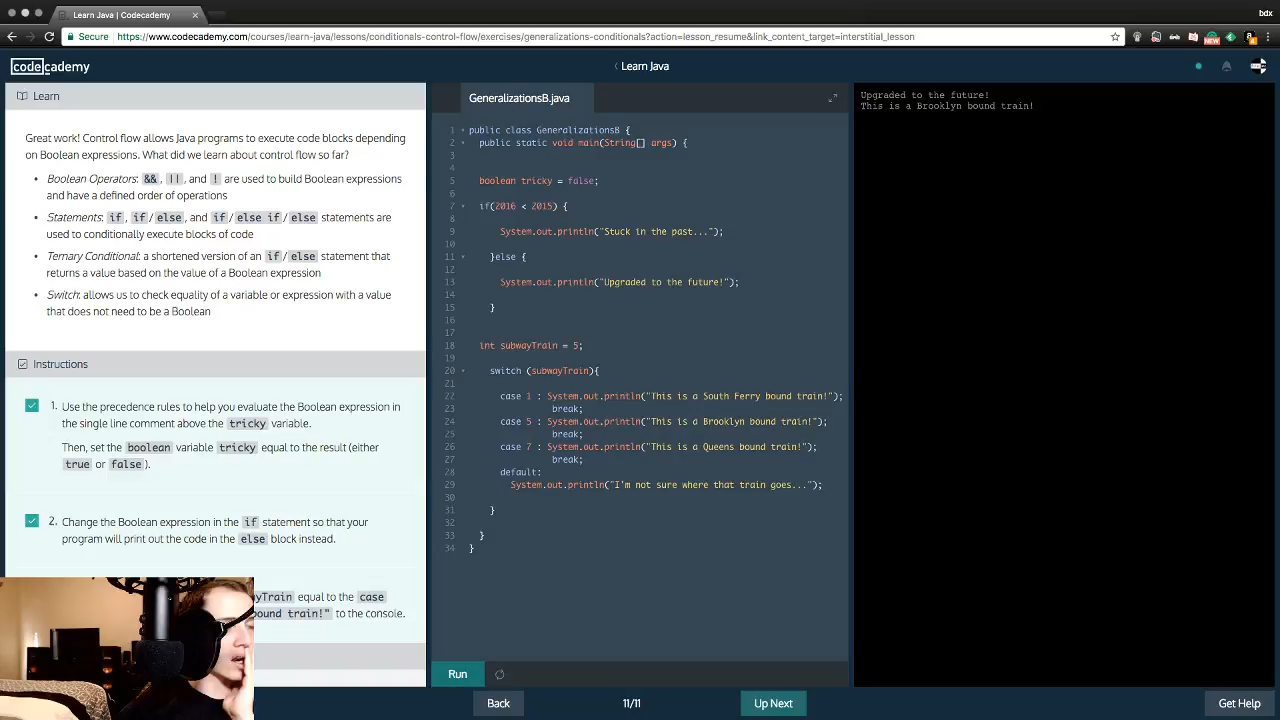 Learn Java | Codecademy
bdx
Secure https://www.codecademy.com/courses/learn-java/lessons/conditionals-control-flow/exercises/generalizations-conditionals?action=lesson_resume&link_content_target=interstitial_lesson
codecademy
Learn Java
Learn
Great work! Control flow allows Java programs to execute code blocks depending
on Boolean expressions. What did we learn about control flow so far?
• Boolean Operators: &&, ||, and ! are used to build Boolean expressions
and have a defined order of operations
• Statements: if, if/else, and if/else if/else statements are
used to conditionally execute blocks of code
• Ternary Conditional: a shortened version of an if/else statement that
returns a value based on the value of a Boolean expression
• Switch: allows us to check equality of a variable or expression with a value
that does not need to be a Boolean
Instructions
1. Use the precedence rules to help you evaluate the Boolean expression in
the single line comment above the tricky variable.
Then, set the boolean variable tricky equal to the result (either
true or false).
2. Change the Boolean expression in the if statement so that your
program will print out the code in the else block instead.
equal to the case
bound train!" to the console.
GeneralizationsB.java
1 public class GeneralizationsB {
2 public static void main(String[] args) {
3
4
5 boolean tricky = false;
6
7 if(2016 < 2015) {
8
9 System.out.println("Stuck in the past...");
10
11 }else {
12
13 System.out.println("Upgraded to the future!");
14
15 }
16
17
18 int subwayTrain = 5;
19
20 switch (subwayTrain){
21
22 case 1 : System.out.println("This is a South Ferry bound train!");
23 break;
24 case 5 : System.out.println("This is a Brooklyn bound train!");
25 break;
26 case 7 : System.out.println("This is a Queens bound train!");
27 break;
28 default:
29 System.out.println("I'm not sure where that train goes...");
30
31 }
32
33 }
34 }
Upgraded to the future!
This is a Brooklyn bound train!
Run
Back
11/11
Up Next
Get Help